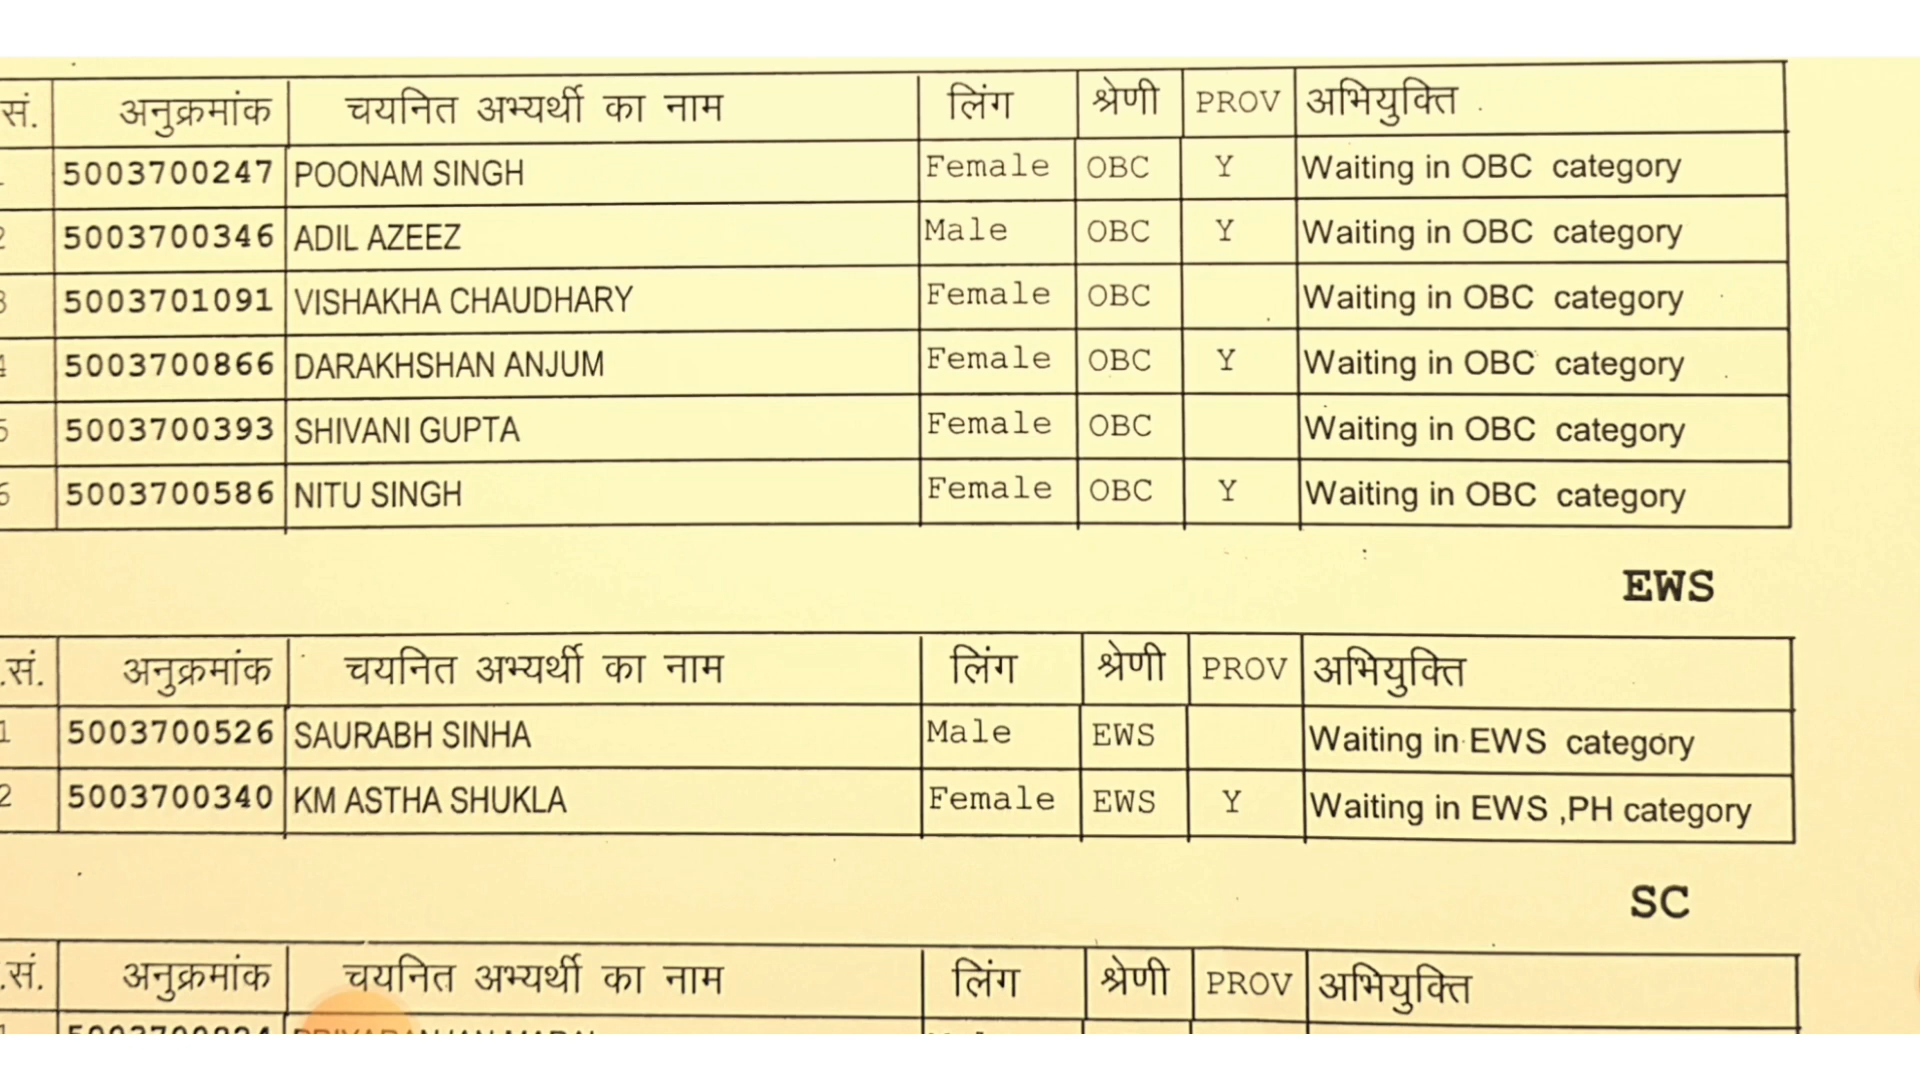 सं. अनुक्रमांक चयनित अभ्यर्थी का नाम लिंग श्रेणी PROV अभियुक्ति
5003700247 POONAM SINGH Female OBC Y Waiting in OBC category
2 5003700346 ADIL AZEEZ Male OBC Y Waiting in OBC category
3 5003701091 VISHAKHA CHAUDHARY Female OBC Waiting in OBC category
4 5003700866 DARAKHSHAN ANJUM Female OBC Y Waiting in OBC category
5 5003700393 SHIVANI GUPTA Female OBC Waiting in OBC category
6 5003700586 NITU SINGH Female OBC Y Waiting in OBC category
EWS
.सं. अनुक्रमांक चयनित अभ्यर्थी का नाम लिंग श्रेणी PROV अभियुक्ति
1 5003700526 SAURABH SINHA Male EWS Waiting in EWS category
2 5003700340 KM ASTHA SHUKLA Female EWS Y Waiting in EWS ,PH category
SC
.सं. अनुक्रमांक चयनित अभ्यर्थी का नाम लिंग श्रेणी PROV अभियुक्ति